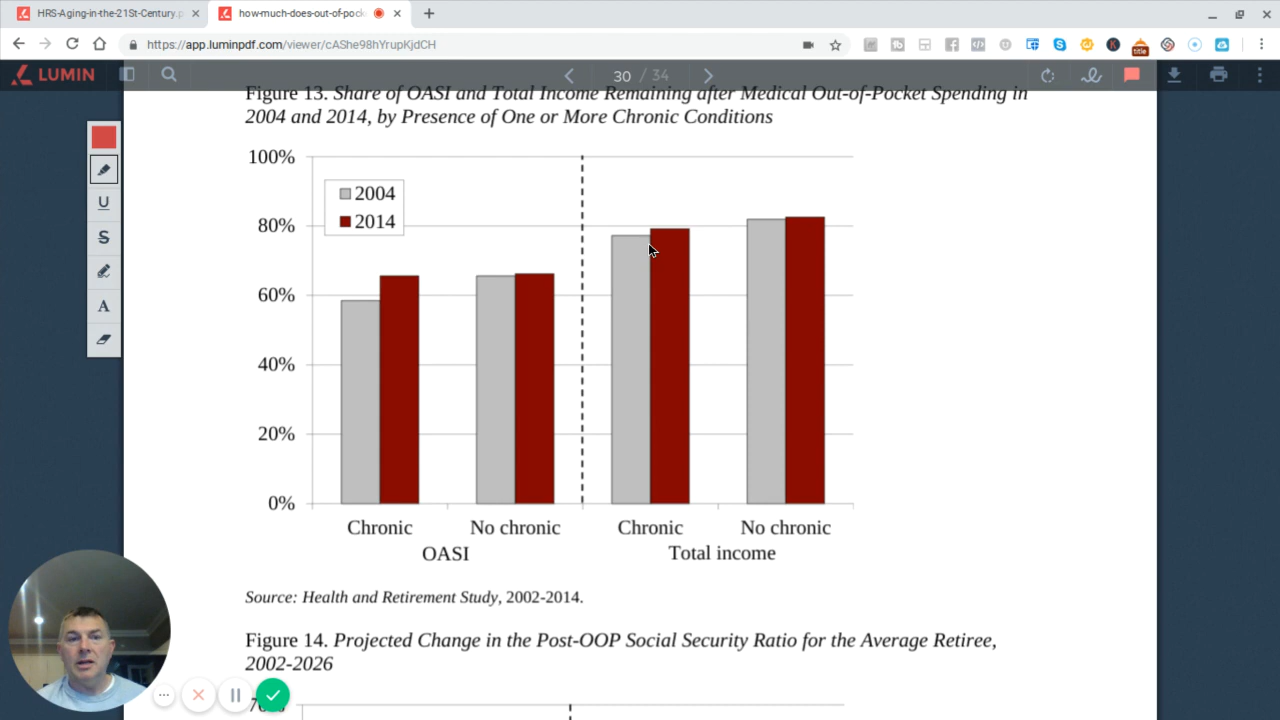 HRS-Aging-in-the-21St-Century.p
how-much-does-out-of-pock
https://app.luminpdf.com/viewer/cAShe98hYrupKjdCH
LUMIN
30 / 34
Figure 13. Share of OASI and Total Income Remaining after Medical Out-of-Pocket Spending in
2004 and 2014, by Presence of One or More Chronic Conditions
100%
80%
60%
40%
20%
0%
2004
2014
Chronic
No chronic
Chronic
No chronic
OASI
Total income
Source: Health and Retirement Study, 2002-2014.
Figure 14. Projected Change in the Post-OOP Social Security Ratio for the Average Retiree,
2002-2026
U
S
A
title